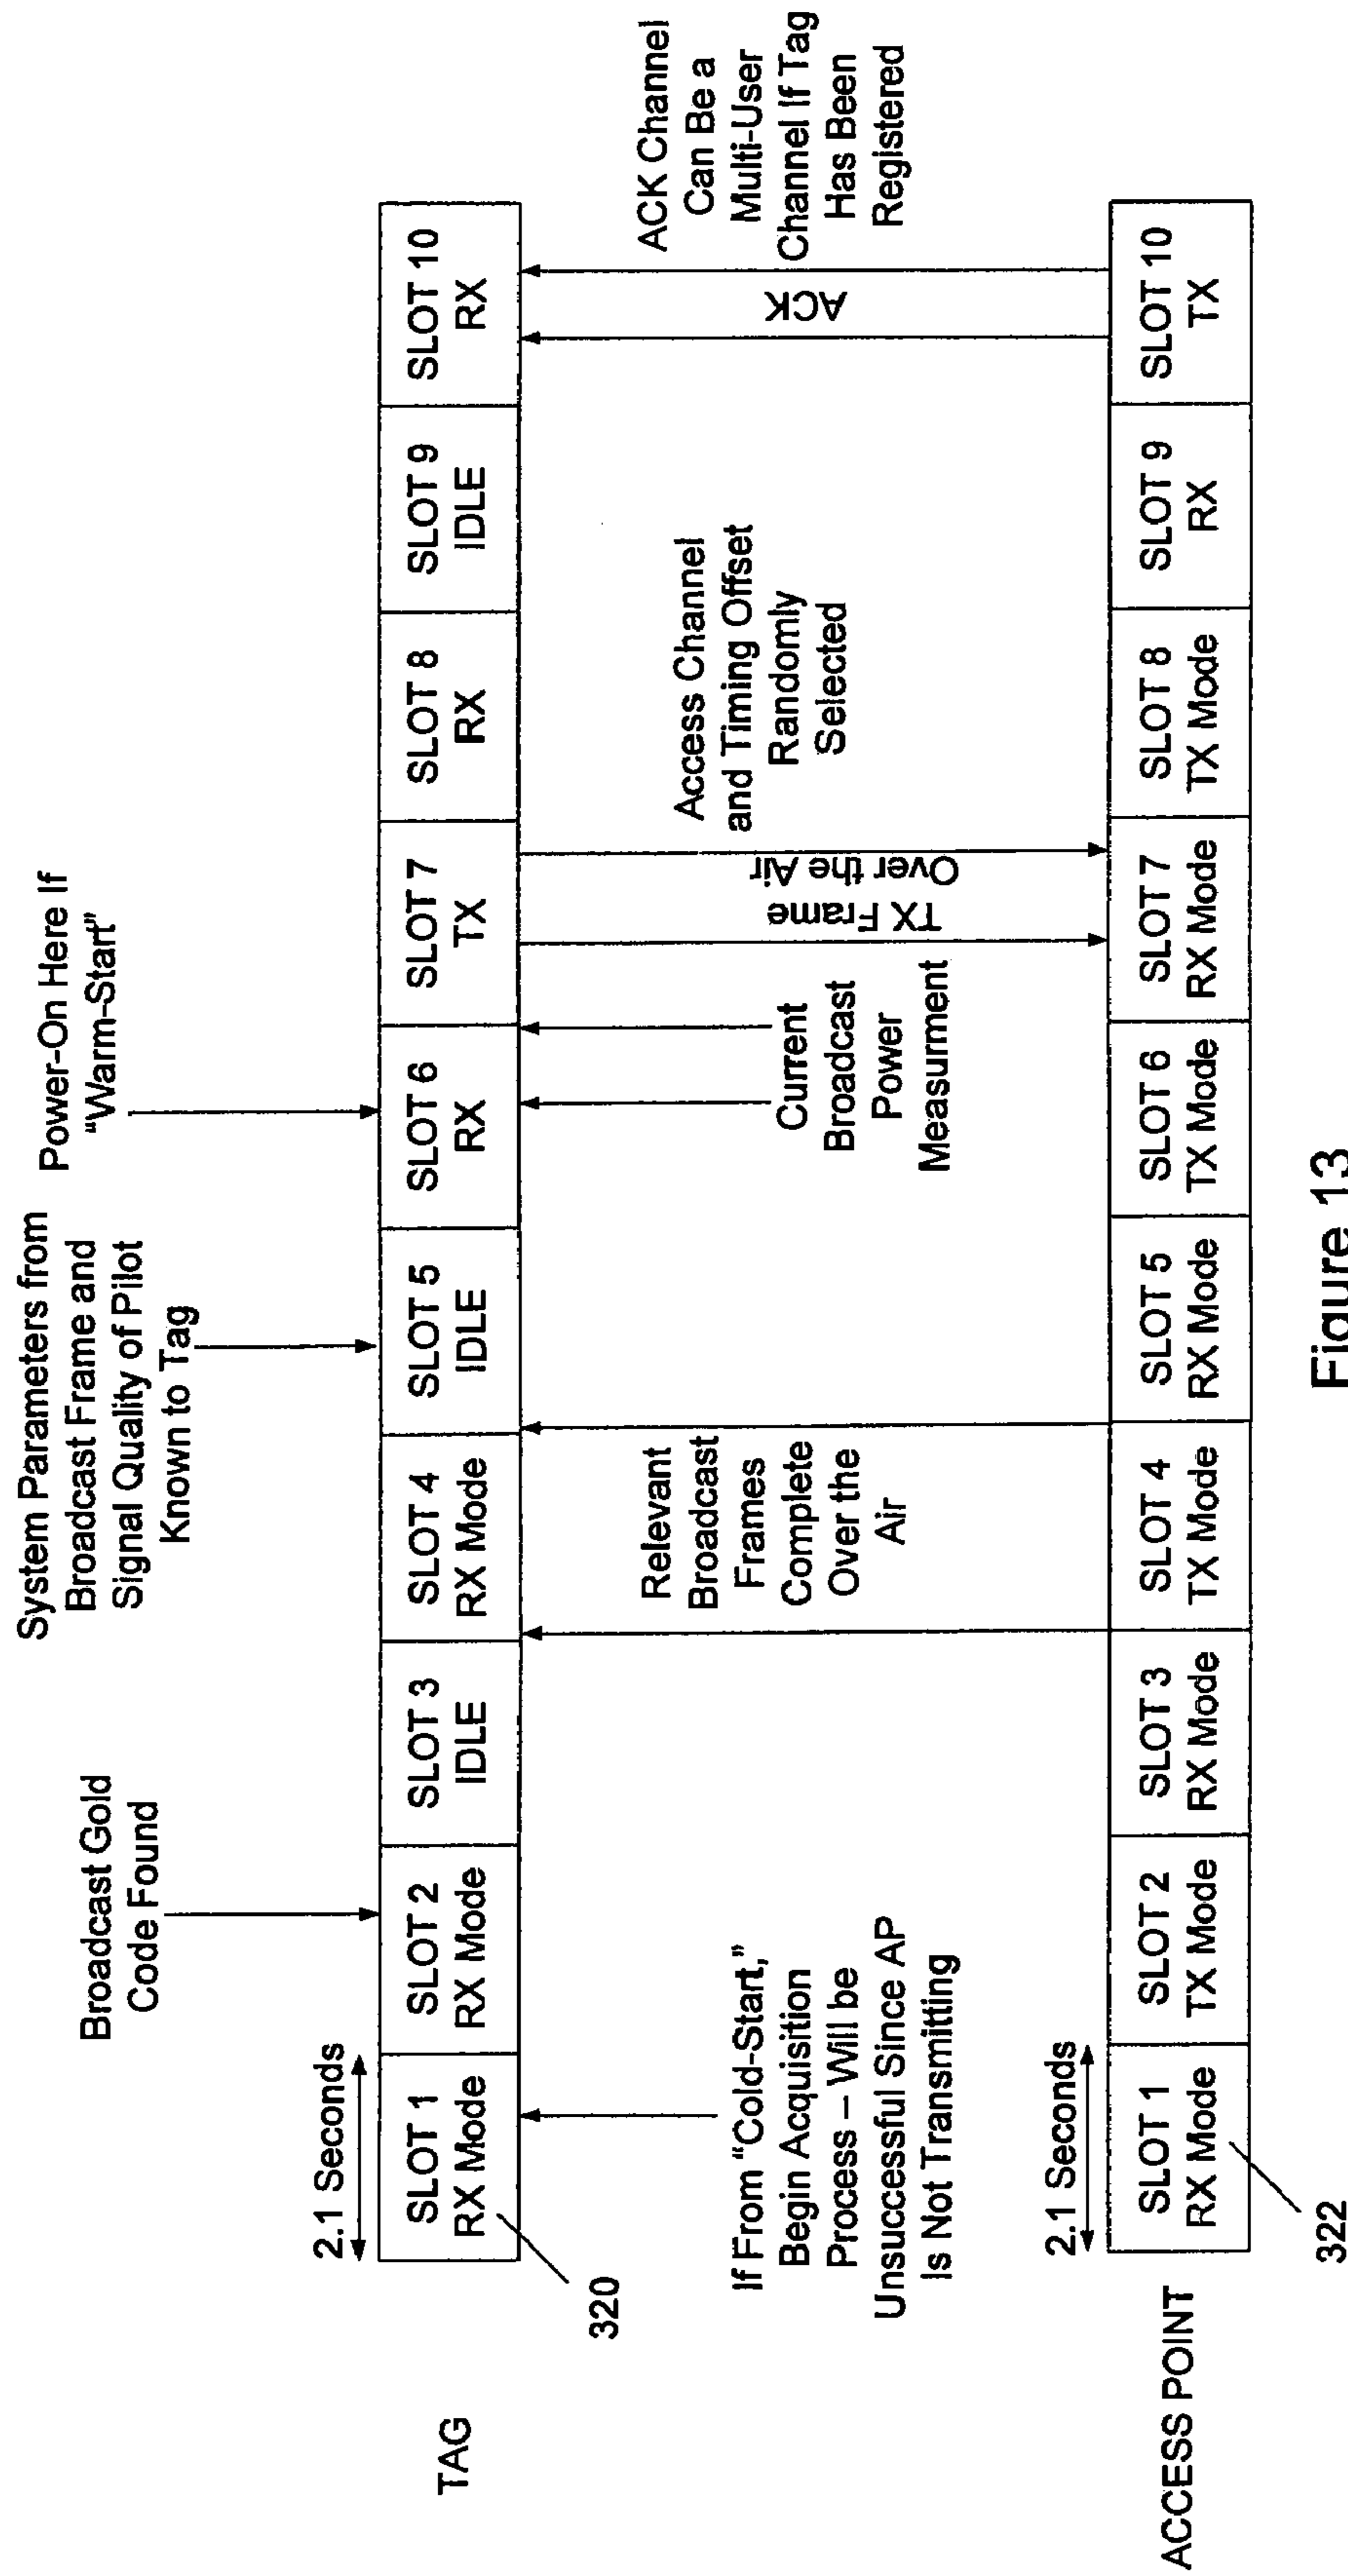 System Parameters from
Broadcast Frame and
Signal Quality of Pilot
Known to Tag
Power-On Here If
"Warm-Start"
Broadcast Gold
Code Found
2.1 Seconds
TAG
SLOT 1
RX Mode
SLOT 2
RX Mode
SLOT 3
IDLE
SLOT 4
RX Mode
SLOT 5
IDLE
SLOT 6
RX
SLOT 7
TX
SLOT 8
RX
SLOT 9
IDLE
SLOT 10
RX
320
If From "Cold-Start,"
Begin Acquisition
Process – Will be
Unsuccessful Since AP
Is Not Transmitting
Relevant
Broadcast
Frames
Complete
Over the
Air
Current
Broadcast
Power
Measurment
TX Frame
Over the Air
Access Channel
and Timing Offset
Randomly
Selected
ACK
ACK Channel
Can Be a
Multi-User
Channel If Tag
Has Been
Registered
2.1 Seconds
ACCESS POINT
SLOT 1
RX Mode
SLOT 2
TX Mode
SLOT 3
RX Mode
SLOT 4
TX Mode
SLOT 5
RX Mode
SLOT 6
TX Mode
SLOT 7
RX Mode
SLOT 8
TX Mode
SLOT 9
RX
SLOT 10
TX
322
Figure 13